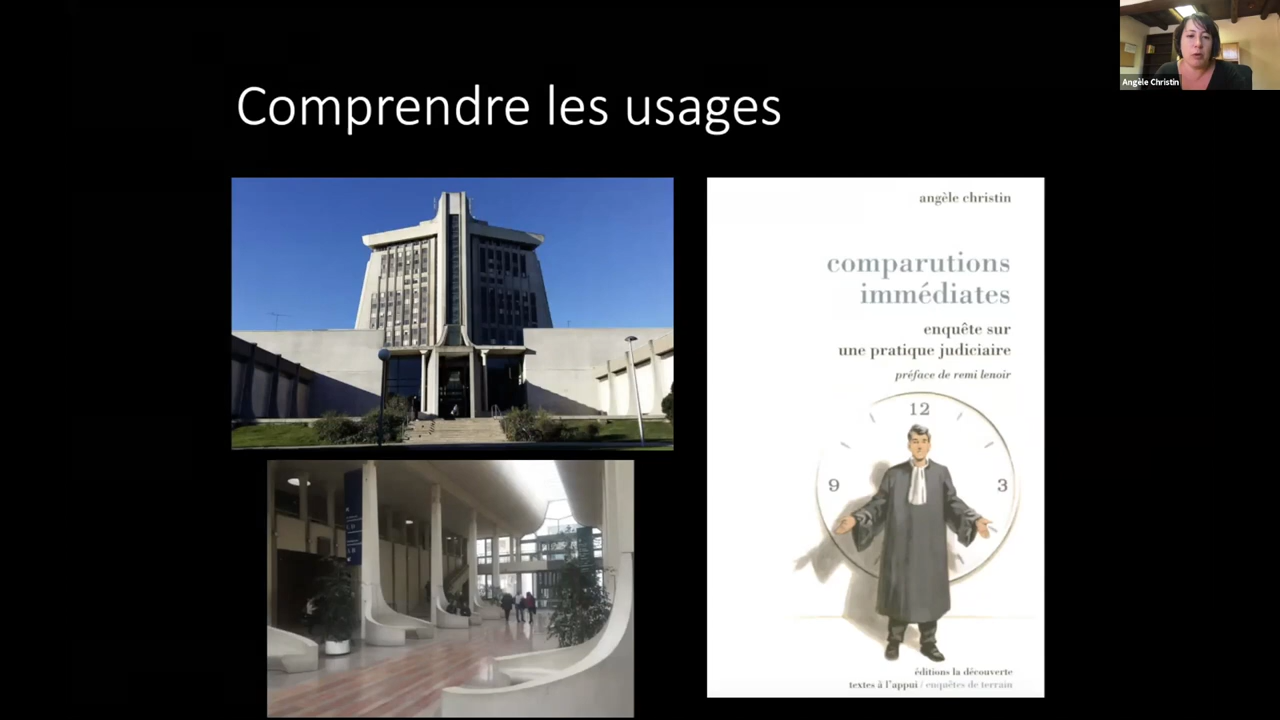 Angèle Christin
Comprendre les usages
angèle christin
comparutions
immédiates
enquête sur
une pratique judiciaire
préface de remi lenoir
12
9
3
éditions la découverte
textes à l'appui / enquêtes de terrain